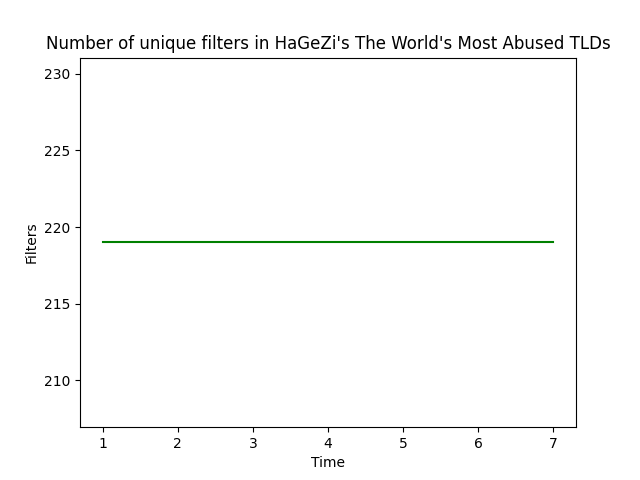 Number of unique filters in HaGeZi's The World's Most Abused TLDs
230
225
220
215
210
Filters
1 2 3 4 5 6 7
Time